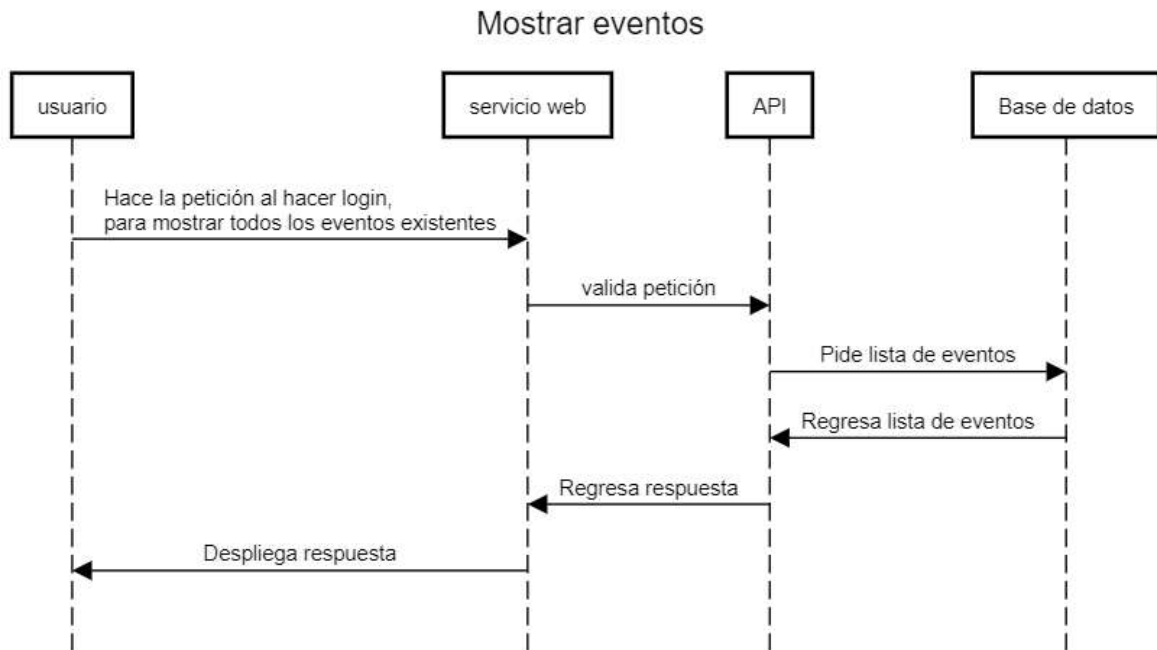 Mostrar eventos
usuario
servicio web
API
Base de datos
Hace la petición al hacer login,
para mostrar todos los eventos existentes
valida petición
Pide lista de eventos
Regresa lista de eventos
Regresa respuesta
Despliega respuesta